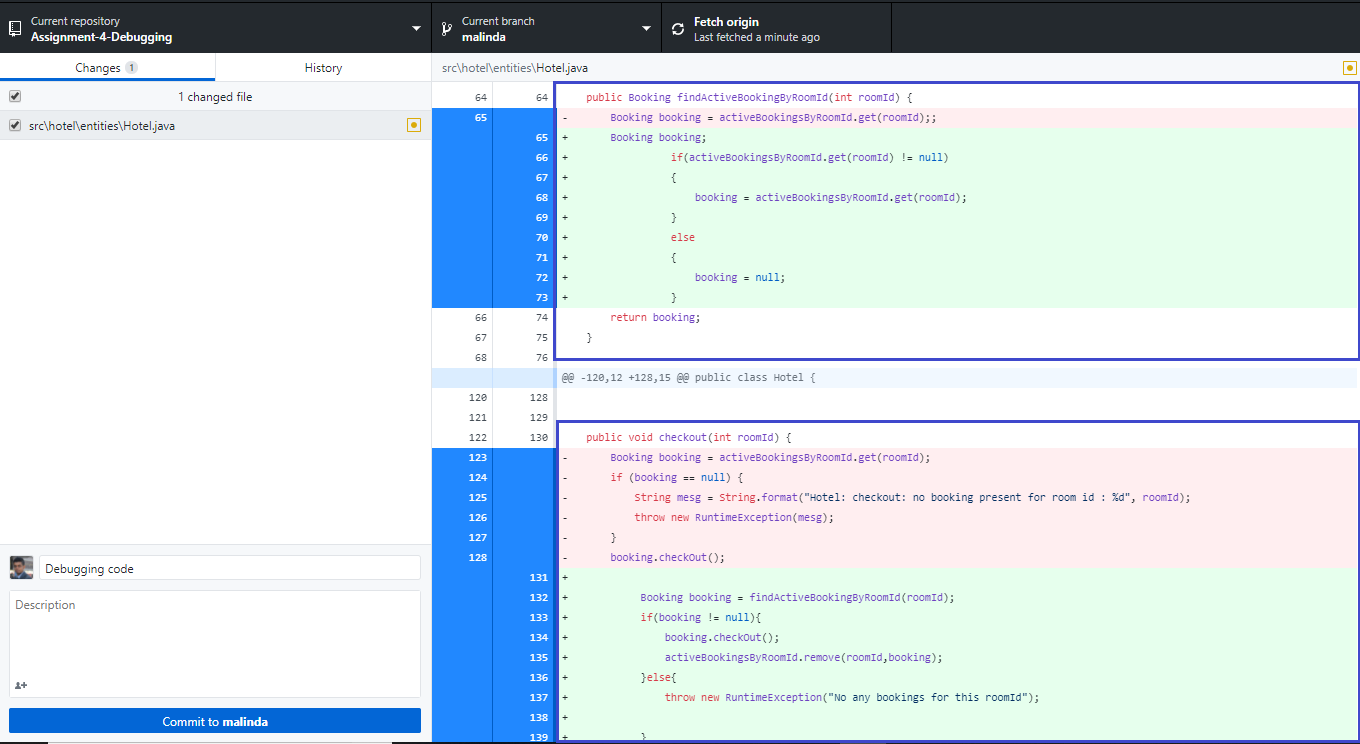 Current repository
Assignment-4-Debugging
Current branch
malinda
Fetch origin
Last fetched a minute ago
Changes 1
History
src\hotel\entities\Hotel.java
1 changed file
src\hotel\entities\Hotel.java
64 64 public Booking findActiveBookingByRoomId(int roomId) {
65 - Booking booking = activeBookingsByRoomId.get(roomId);;
65 + Booking booking;
66 + if(activeBookingsByRoomId.get(roomId) != null)
67 + {
68 + booking = activeBookingsByRoomId.get(roomId);
69 + }
70 + else
71 + {
72 + booking = null;
73 + }
66 74 return booking;
67 75 }
68 76
@@ -120,12 +128,15 @@ public class Hotel {
120 128
121 129
122 130 public void checkout(int roomId) {
123 - Booking booking = activeBookingsByRoomId.get(roomId);
124 - if (booking == null) {
125 - String mesg = String.format("Hotel: checkout: no booking present for room id : %d", roomId);
126 - throw new RuntimeException(mesg);
127 - }
128 - booking.checkOut();
131 +
132 + Booking booking = findActiveBookingByRoomId(roomId);
133 + if(booking != null){
134 + booking.checkOut();
135 + activeBookingsByRoomId.remove(roomId,booking);
136 + }else{
137 + throw new RuntimeException("No any bookings for this roomId");
138 +
139 + }
Debugging code
Description
Commit to malinda